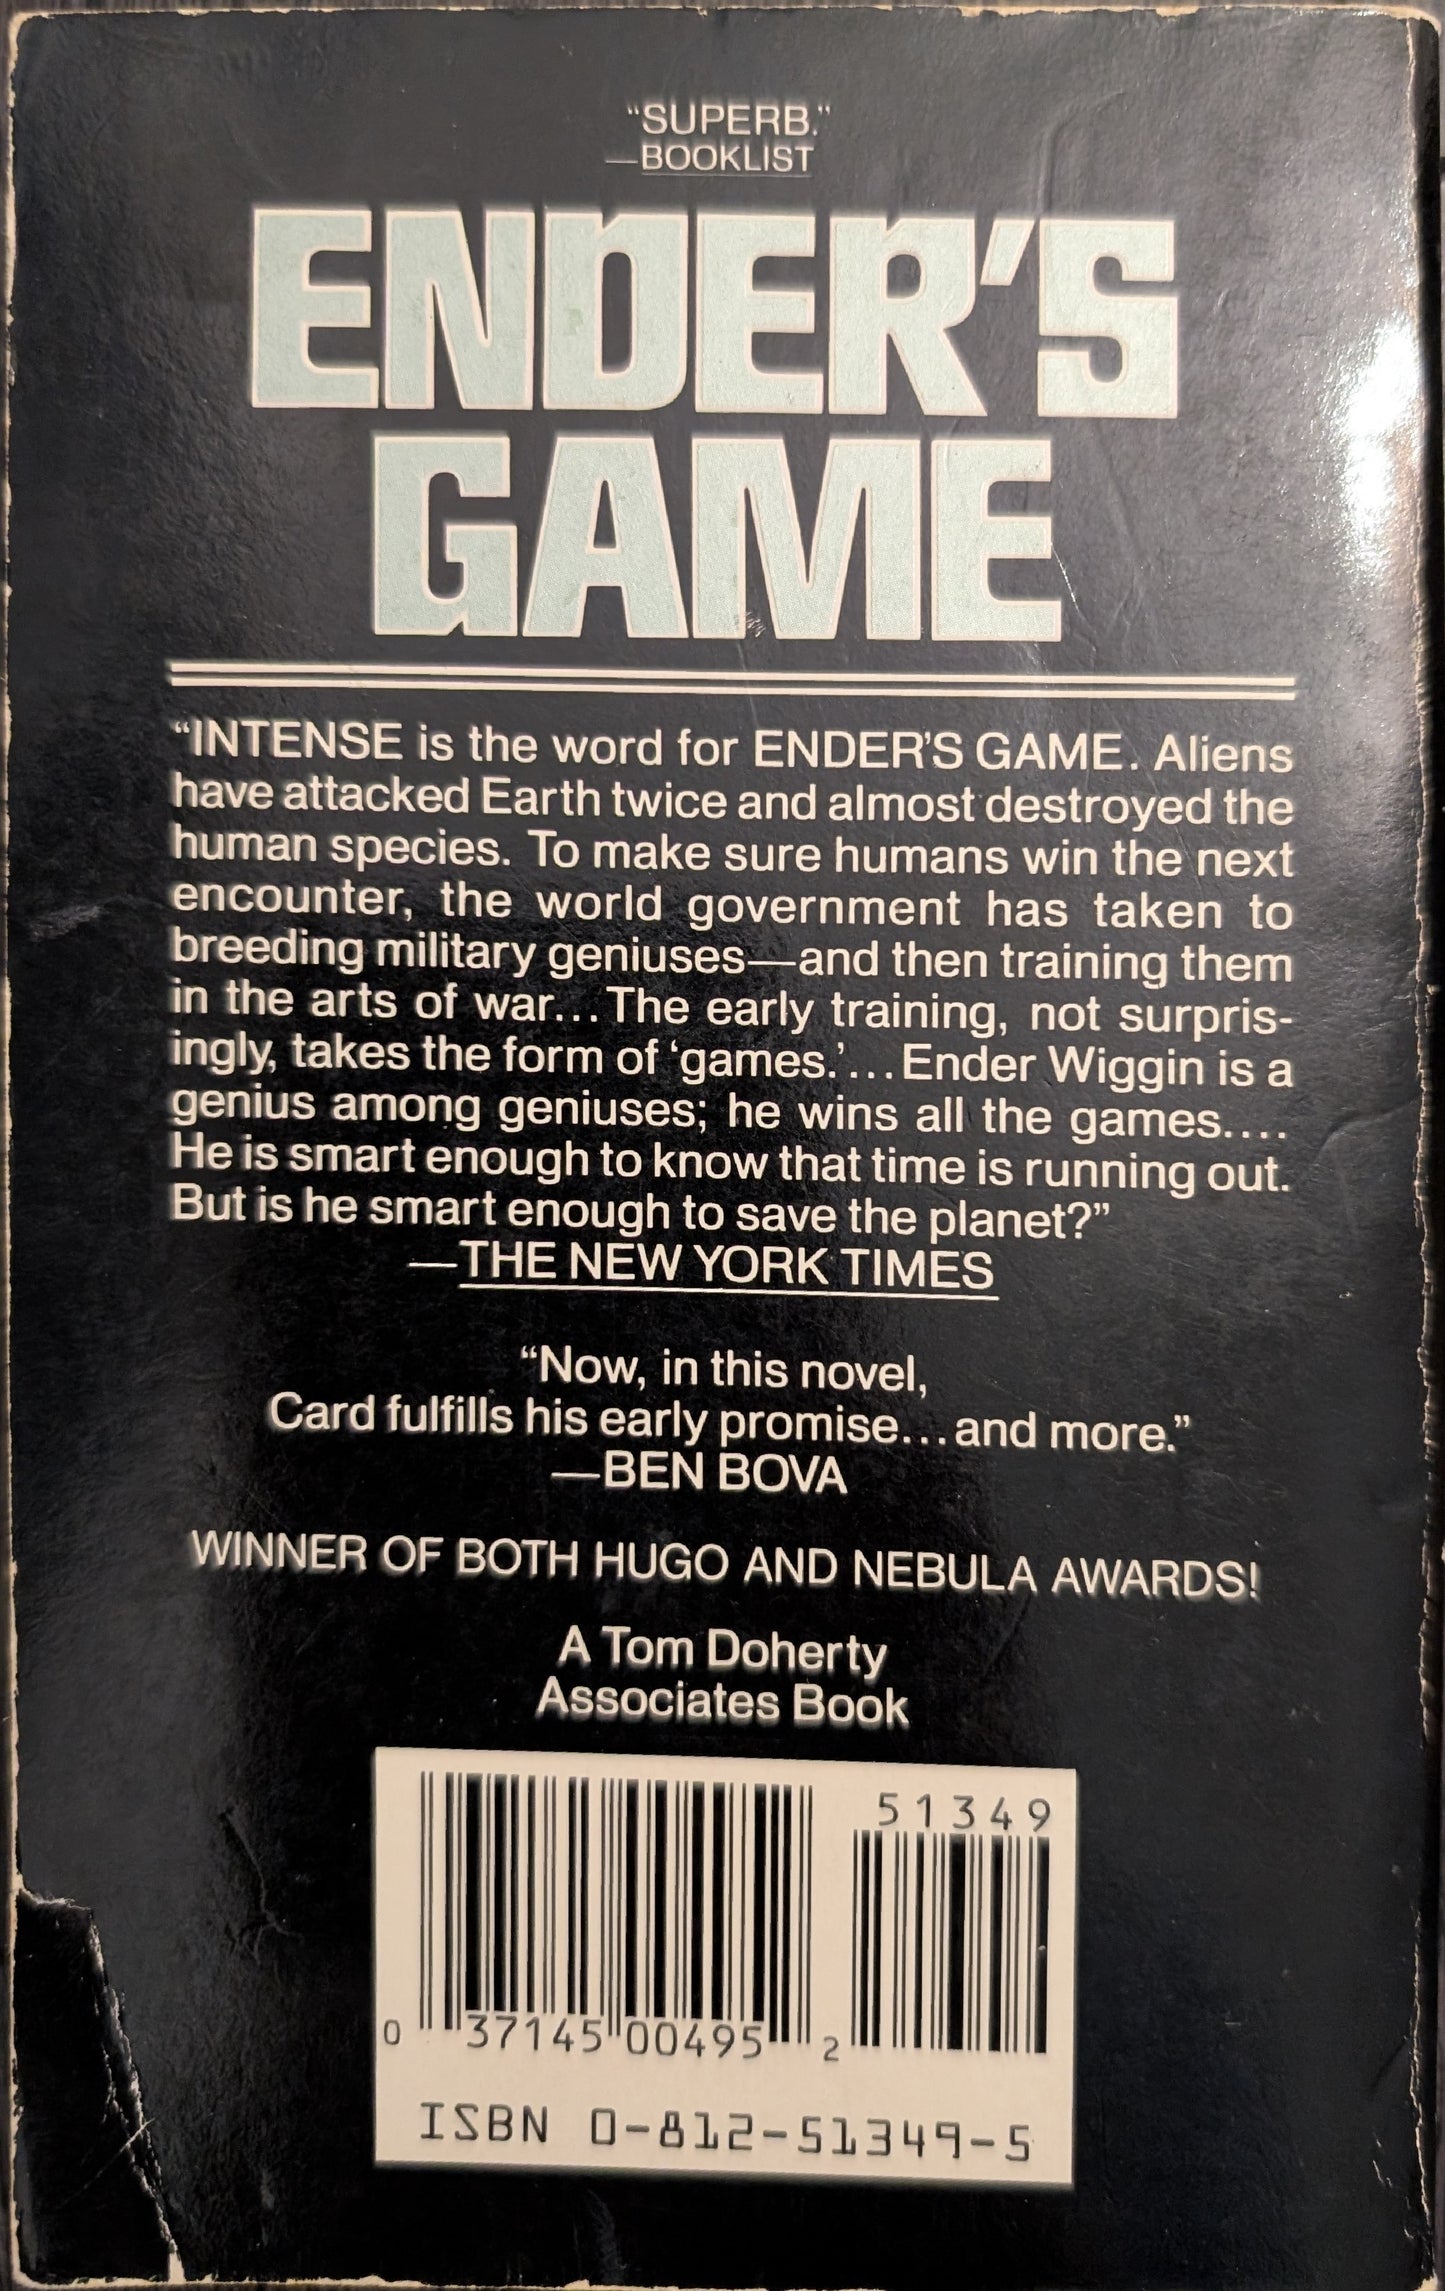 “SUPERB.”
—BOOKLIST
ENDER’S
GAME
“INTENSE is the word for ENDER’S GAME. Aliens
have attacked Earth twice and almost destroyed the
human species. To make sure humans win the next
encounter, the world government has taken to
breeding military geniuses—and then training them
in the arts of war...The early training, not surpris-
ingly, takes the form of ‘games.’...Ender Wiggin is a
genius among geniuses; he wins all the games....
He is smart enough to know that time is running out.
But is he smart enough to save the planet?”
—THE NEW YORK TIMES
“Now, in this novel,
Card fulfills his early promise...and more.”
—BEN BOVA
WINNER OF BOTH HUGO AND NEBULA AWARDS!
A Tom Doherty
Associates Book
51349
0 37145 00495 2
ISBN 0-812-51349-5